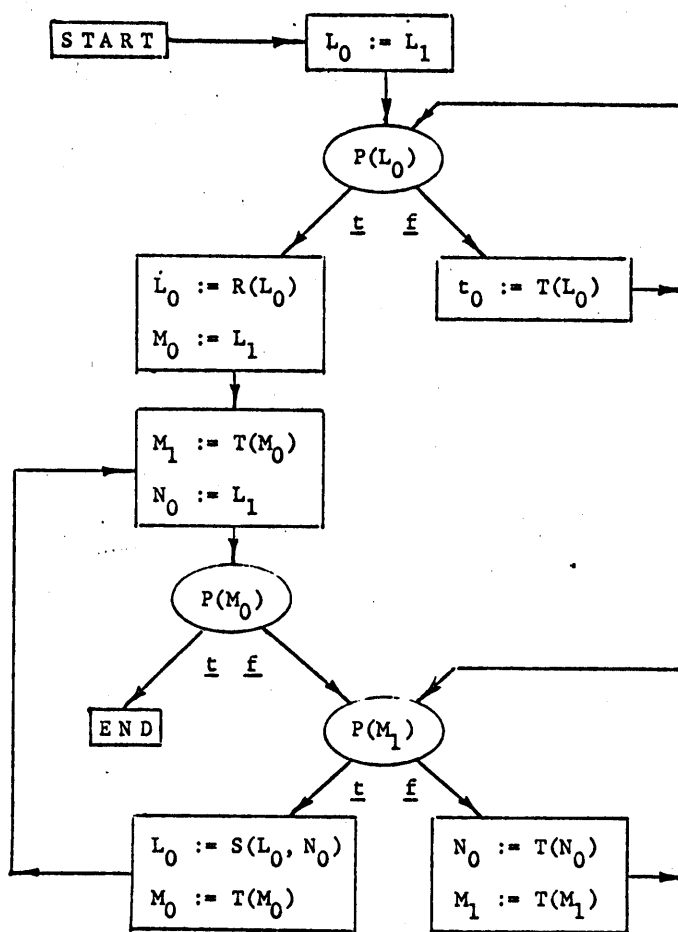 START
L₀ := L₁
P(L₀)
t f
L₀ := R(L₀)
M₀ := L₁
t₀ := T(L₀)
M₁ := T(M₀)
N₀ := L₁
P(M₀)
t f
END
P(M₁)
t f
L₀ := S(L₀, N₀)
M₀ := T(M₀)
N₀ := T(N₀)
M₁ := T(M₁)